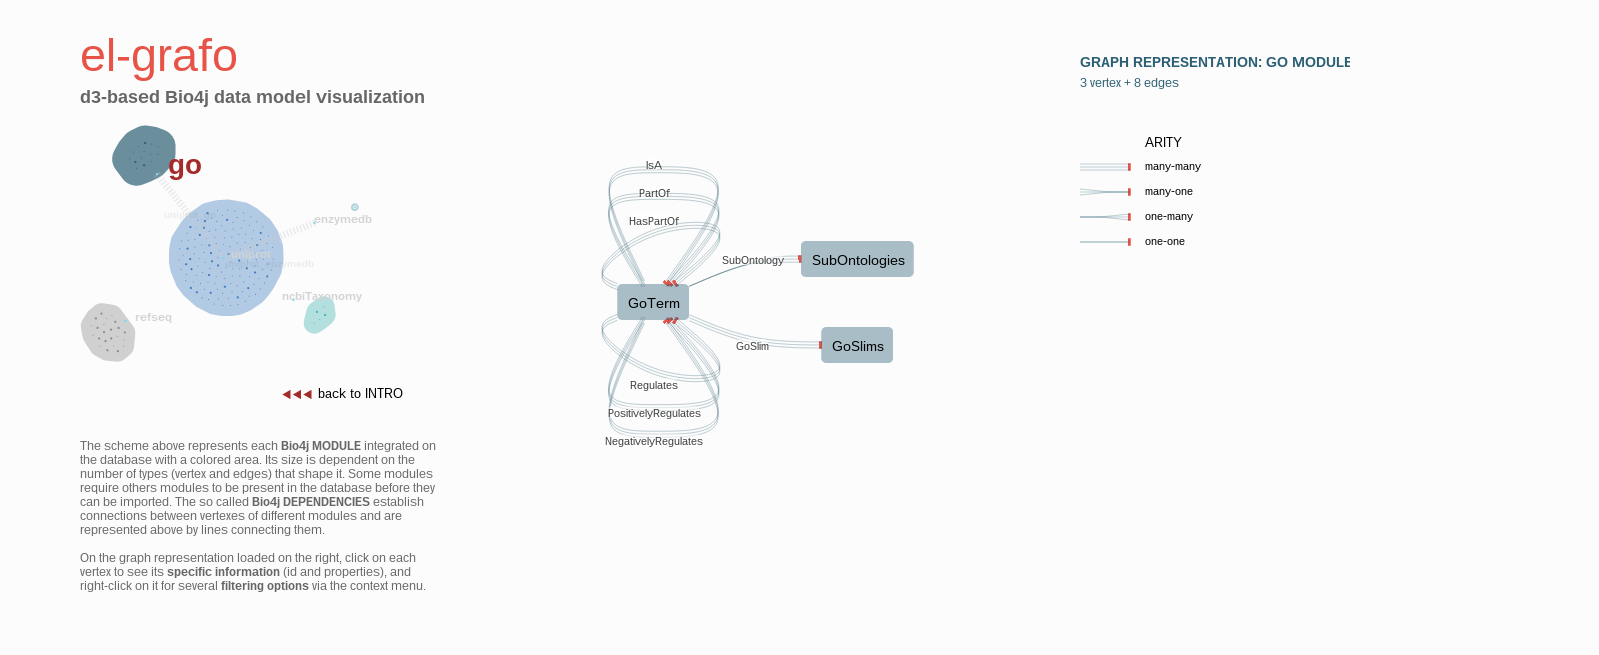 el-grafo
d3-based Bio4j data model visualization
go
enzymedb
uniprot
ncbiTaxonomy
refseq
◀◀◀ back to INTRO
The scheme above represents each Bio4j MODULE integrated on
the database with a colored area. Its size is dependent on the
number of types (vertex and edges) that shape it. Some modules
require others modules to be present in the database before they
can be imported. The so called Bio4j DEPENDENCIES establish
connections between vertexes of different modules and are
represented above by lines connecting them.
On the graph representation loaded on the right, click on each
vertex to see its specific information (id and properties), and
right-click on it for several filtering options via the context menu.
IsA
PartOf
HasPartOf
SubOntology
SubOntologies
GoTerm
GoSlim
GoSlims
Regulates
PositivelyRegulates
NegativelyRegulates
GRAPH REPRESENTATION: GO MODULE
3 vertex + 8 edges
ARITY
many-many
many-one
one-many
one-one